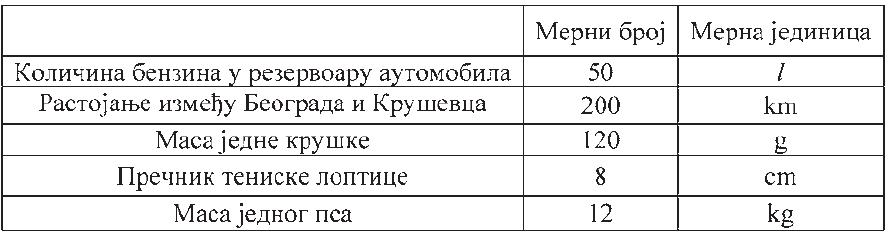 Мерни број Мерна јединица
Количина бензина у резервоару аутомобила 50 l
Растојање између Београда и Крушевца 200 km
Маса једне крушке 120 g
Пречник тениске лоптице 8 cm
Маса једног пса 12 kg